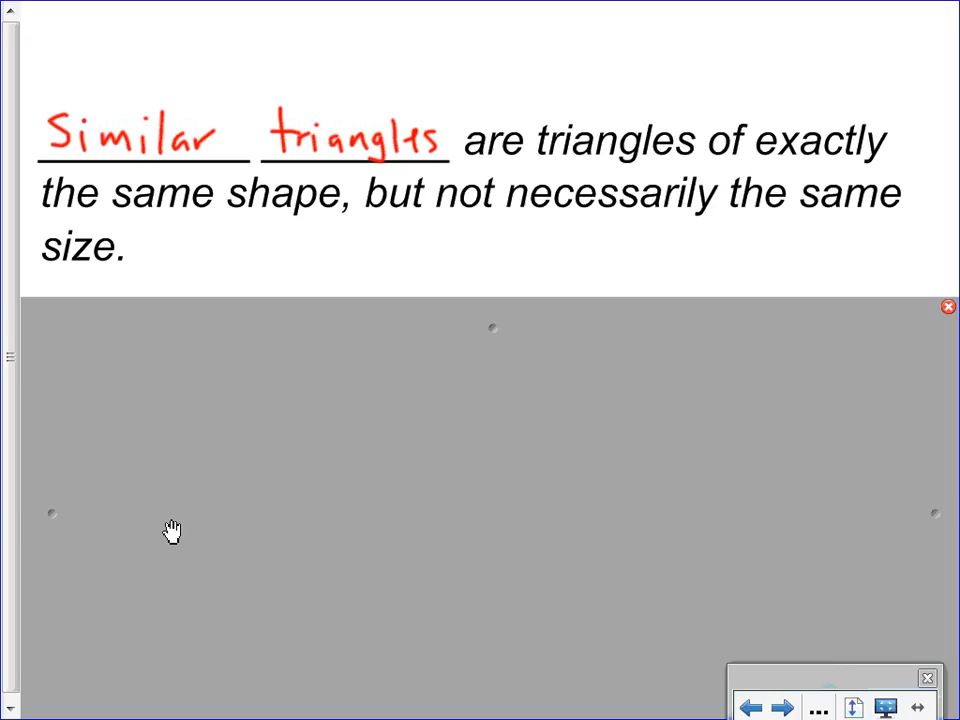 Similar triangles are triangles of exactly
the same shape, but not necessarily the same
size.